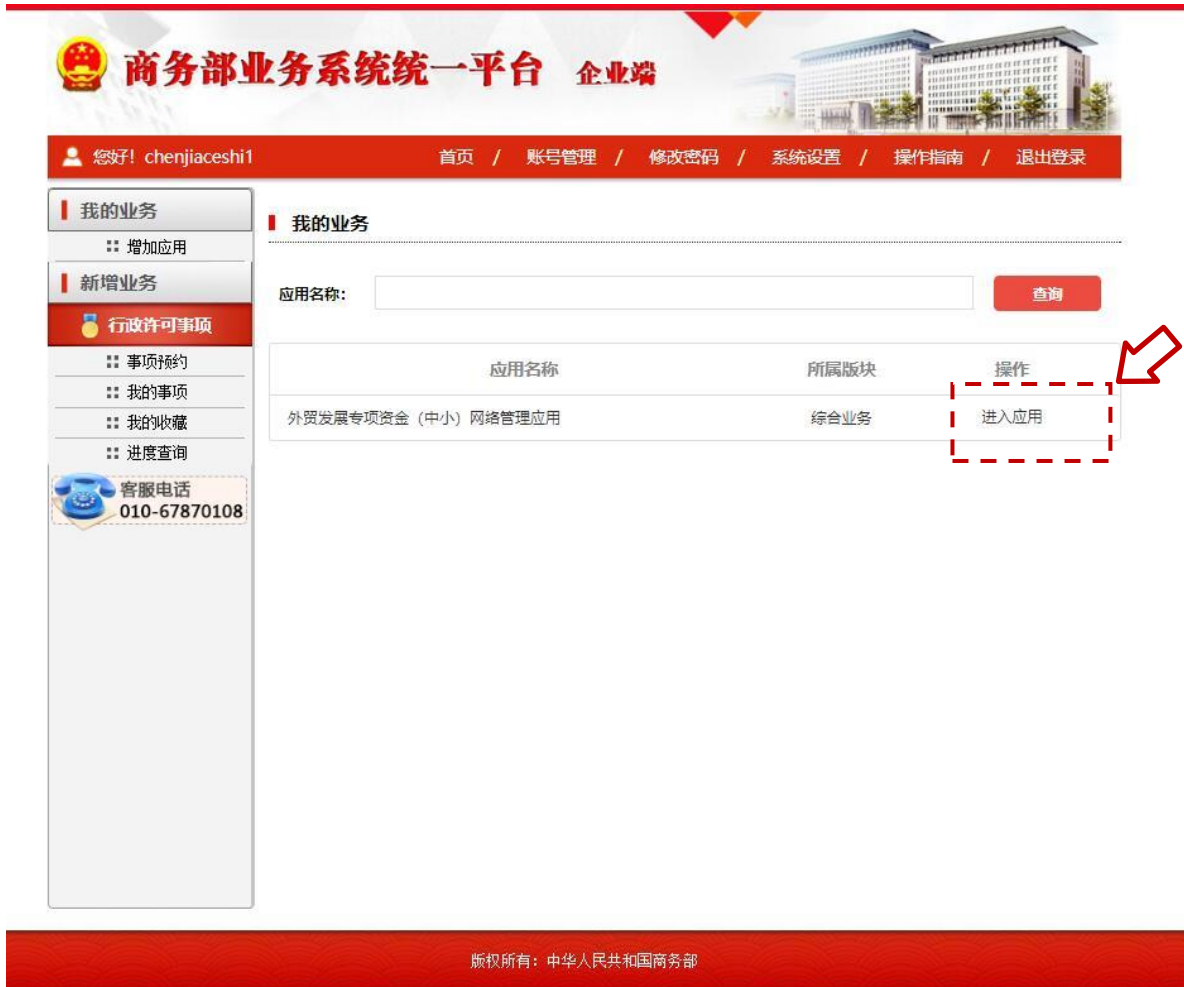 商务部业务系统统一平台 企业端
您好！chenjiaceshi1 首页 / 账号管理 / 修改密码 / 系统设置 / 操作指南 / 退出登录
我的业务
增加应用
新增业务
行政许可事项
事项预约
我的事项
我的收藏
进度查询
客服电话
010-67870108
我的业务
应用名称： 查询
应用名称 所属版块 操作
外贸发展专项资金（中小）网络管理应用 综合业务 进入应用
版权所有：中华人民共和国商务部